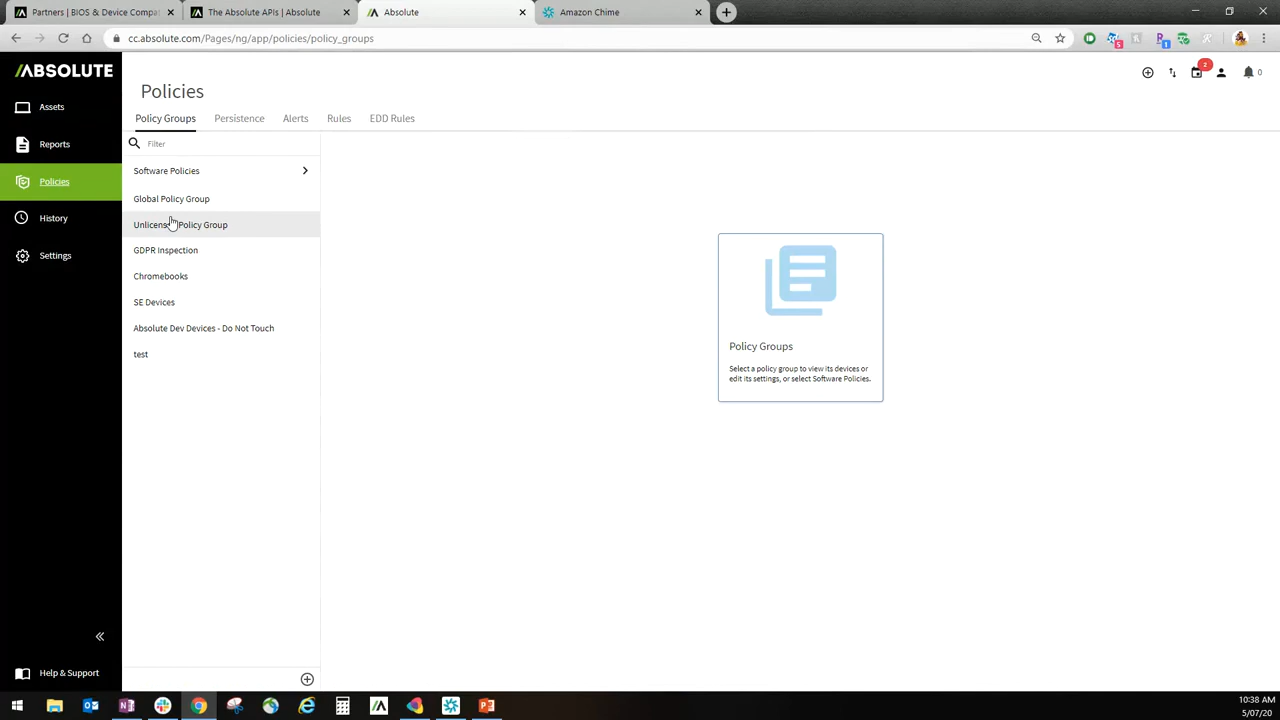 Partners | BIOS & Device Compat
The Absolute APIs | Absolute
Absolute
Amazon Chime
cc.absolute.com/Pages/ng/app/policies/policy_groups
5
1
ABSOLUTE
Assets
Reports
Policies
History
Settings
Help & Support
Policies
2
0
Policy Groups
Persistence
Alerts
Rules
EDD Rules
Filter
Software Policies
Global Policy Group
Policy Group
GDPR Inspection
Chromebooks
SE Devices
Absolute Dev Devices - Do Not Touch
test
Policy Groups
Select a policy group to view its devices or
edit its settings, or select Software Policies.
10:38 AM
5/07/20